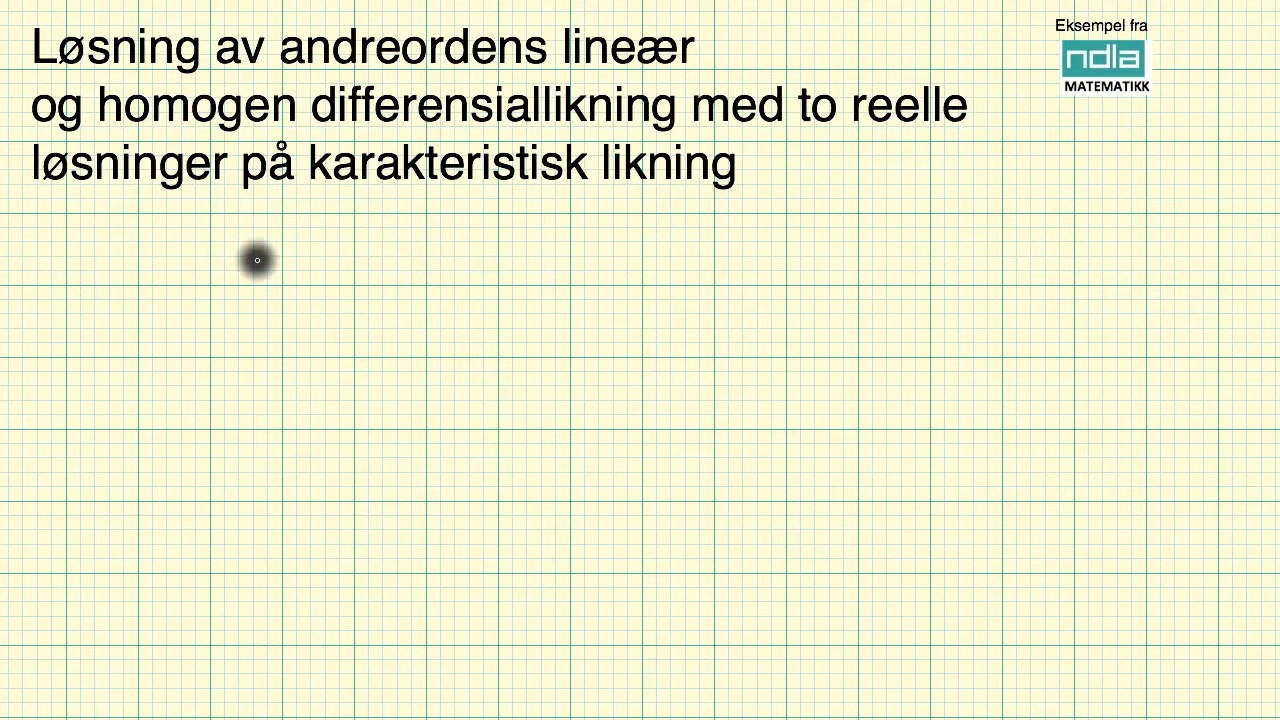 Løsning av andreordens lineær
og homogen differensiallikning med to reelle
løsninger på karakteristisk likning
Eksempel fra
ndla
MATEMATIKK